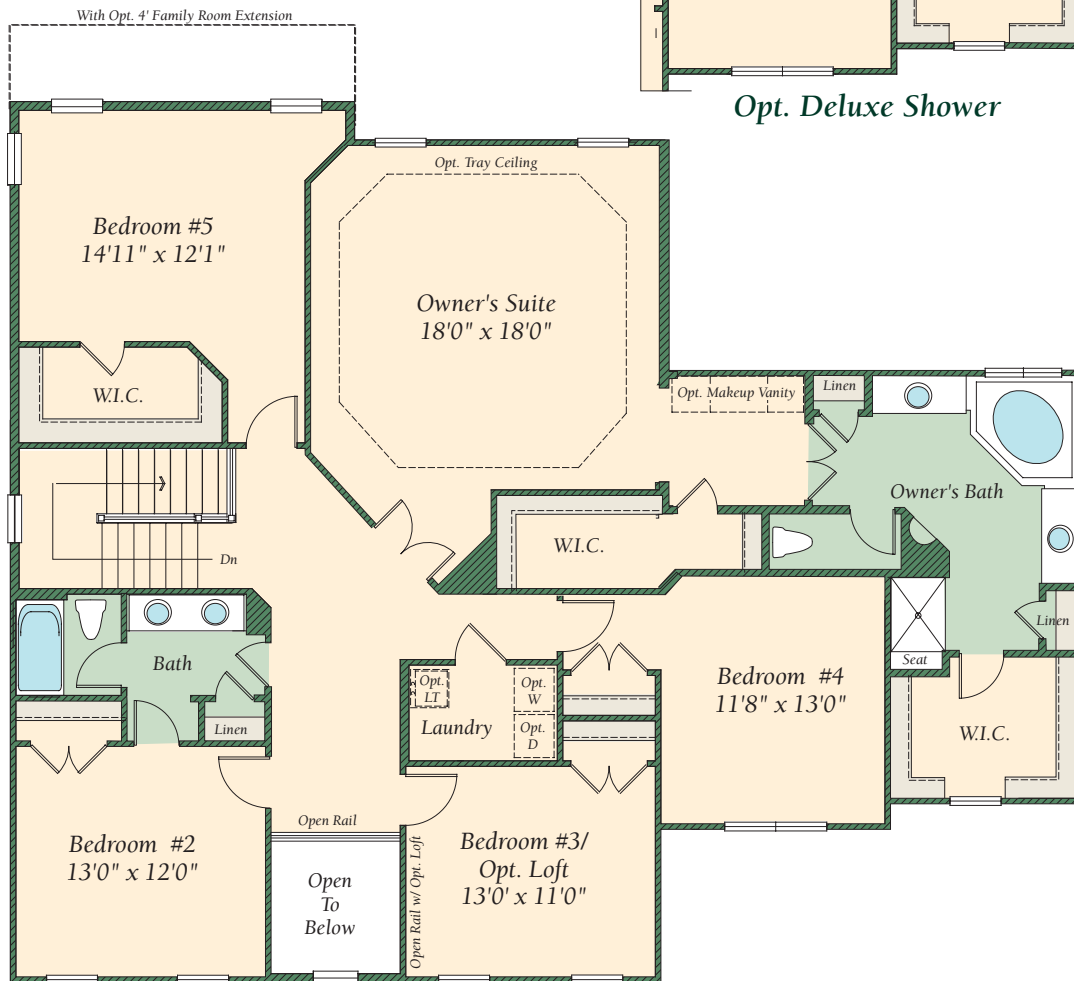 With Opt. 4' Family Room Extension
Opt. Deluxe Shower
Opt. Tray Ceiling
Bedroom #5
14'11" x 12'1"
Owner's Suite
18'0" x 18'0"
W.I.C.
Opt. Makeup Vanity
Linen
Owner's Bath
W.I.C.
Dn
Linen
Bath
Seat
Opt.
LT
Opt.
W
Laundry
Opt.
D
Linen
Bedroom #4
11'8" x 13'0"
W.I.C.
Open Rail
Bedroom #2
13'0" x 12'0"
Open
To
Below
Open Rail w/ Opt. Loft
Bedroom #3/
Opt. Loft
13'0' x 11'0"